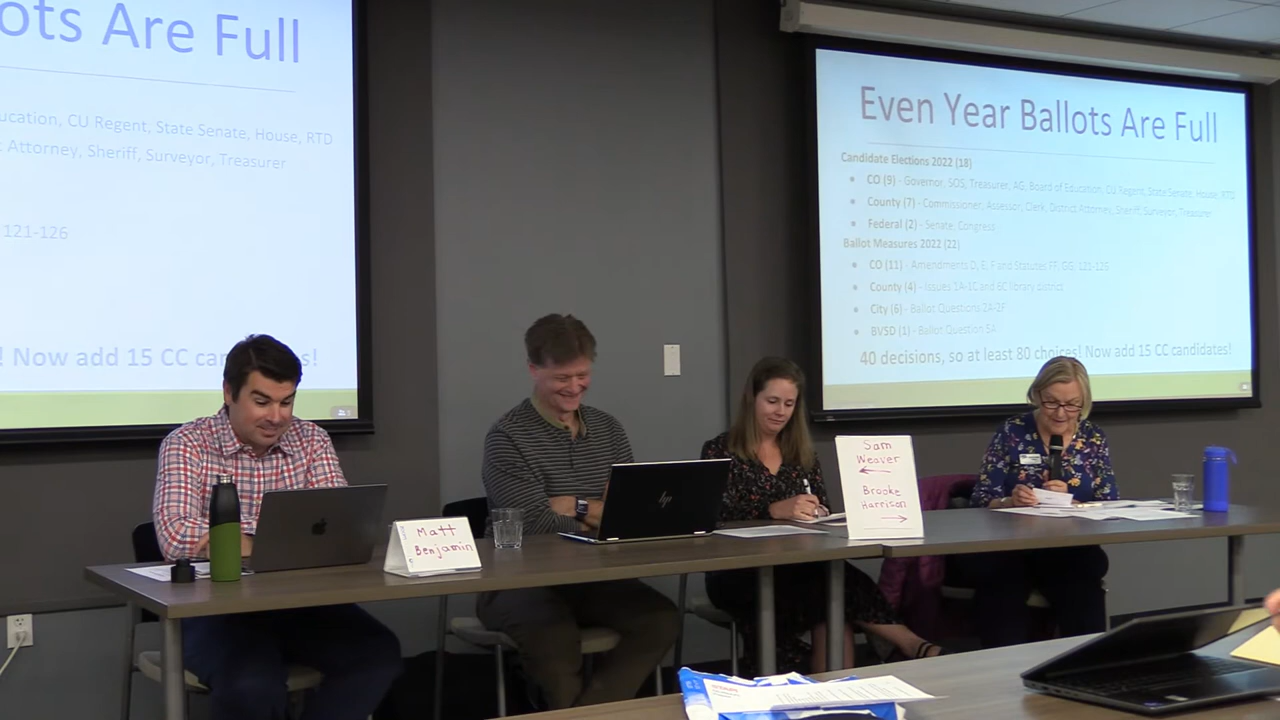 ots Are Full
ucation, CU Regent, State Senate, House, RTD
t Attorney, Sheriff, Surveyor, Treasurer
121-126
! Now add 15 CC candidates!
Even Year Ballots Are Full
Candidate Elections 2022 (18)
• CO (9) - Governor, SOS, Treasurer, AG, Board of Education, CU Regent, State Senate, House, RTD
• County (7) - Commissioner, Assessor, Clerk, District Attorney, Sheriff, Surveyor, Treasurer
• Federal (2) - Senate, Congress
Ballot Measures 2022 (22)
• CO (11) - Amendments D, E, F and Statutes FF, GG, 121-126
• County (4) - Issues 1A-1C and 6C library district
• City (6) - Ballot Questions 2A-2F
• BVSD (1) - Ballot Question 5A
40 decisions, so at least 80 choices! Now add 15 CC candidates!
Matt
Benjamin
Sam
Weaver
Brooke
Harrison
hp